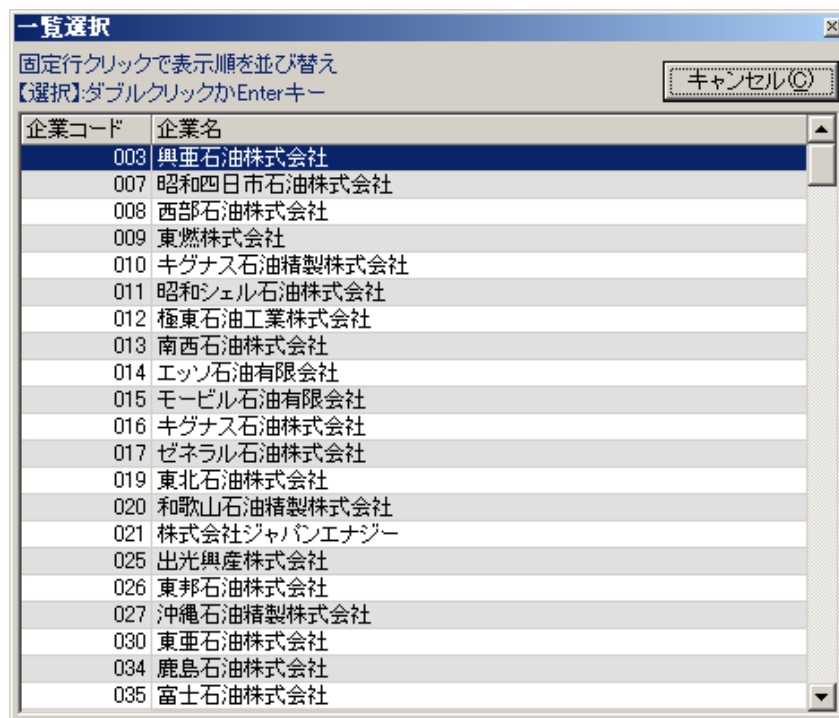 一覧選択
固定行クリックで表示順を並び替え
【選択】ダブルクリックかEnterキー
キャンセル(C)
企業コード 企業名
003 興亜石油株式会社
007 昭和四日市石油株式会社
008 西部石油株式会社
009 東燃株式会社
010 キグナス石油精製株式会社
011 昭和シェル石油株式会社
012 極東石油工業株式会社
013 南西石油株式会社
014 エッソ石油有限会社
015 モービル石油有限会社
016 キグナス石油株式会社
017 ゼネラル石油株式会社
019 東北石油株式会社
020 和歌山石油精製株式会社
021 株式会社ジャパンエナジー
025 出光興産株式会社
026 東邦石油株式会社
027 沖縄石油精製株式会社
030 東亜石油株式会社
034 鹿島石油株式会社
035 富士石油株式会社